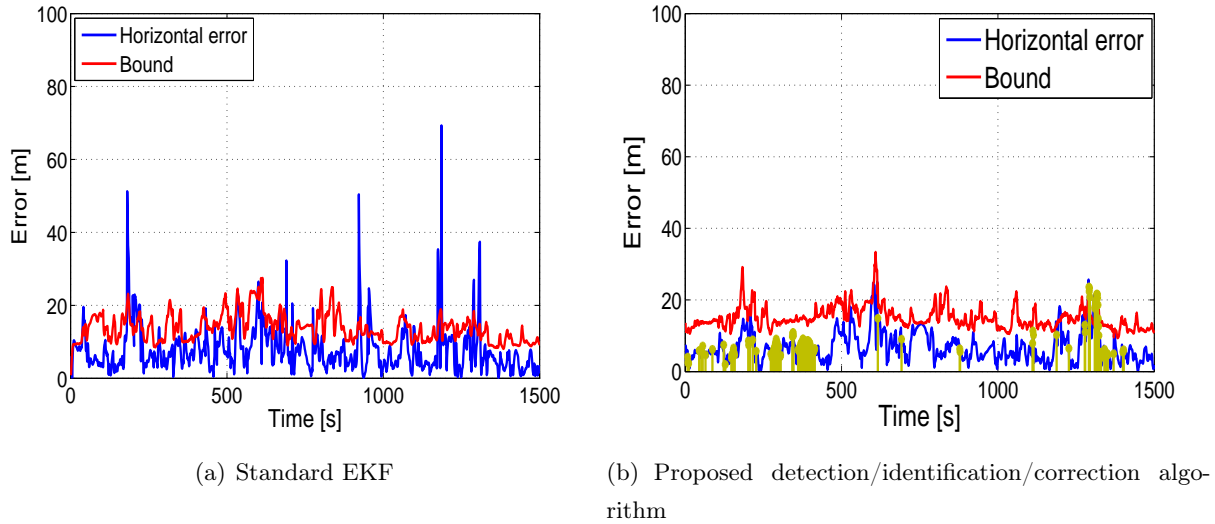 100
80
60
40
20
0
Error [m]
Horizontal error
Bound
0
500
1000
1500
Time [s]
(a) Standard EKF
100
80
60
40
20
0
Error [m]
Horizontal error
Bound
0
500
1000
1500
Time [s]
(b) Proposed detection/identification/correction algo-
rithm